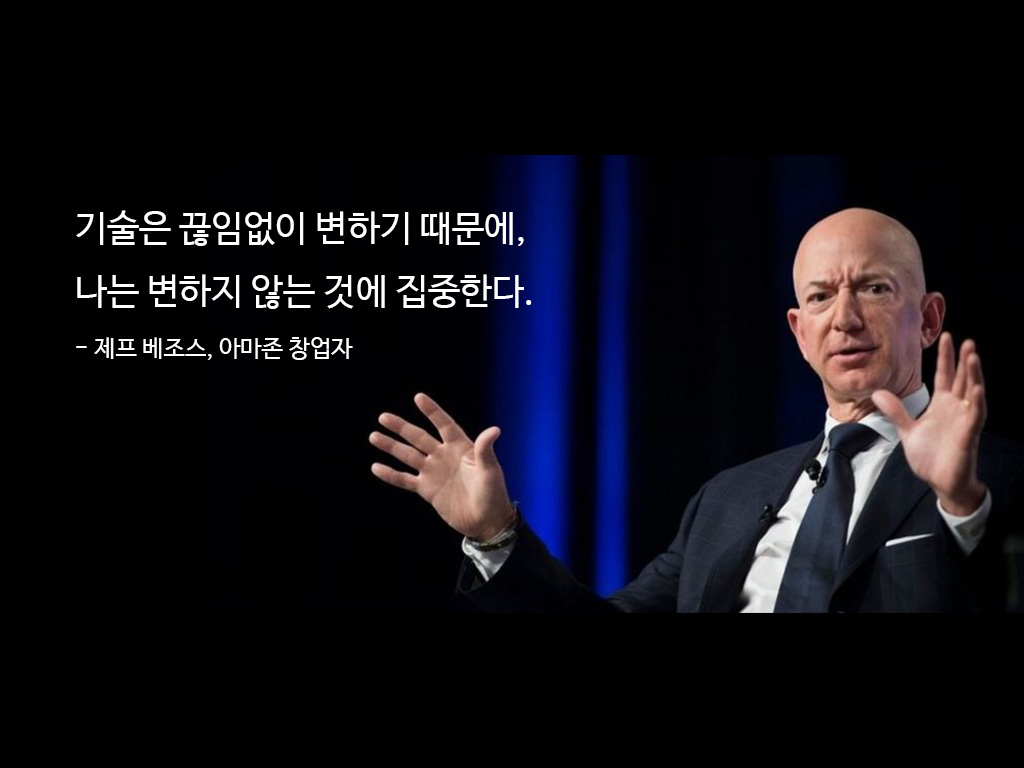 기술은 끊임없이 변하기 때문에,
나는 변하지 않는 것에 집중한다.
- 제프 베조스, 아마존 창업자